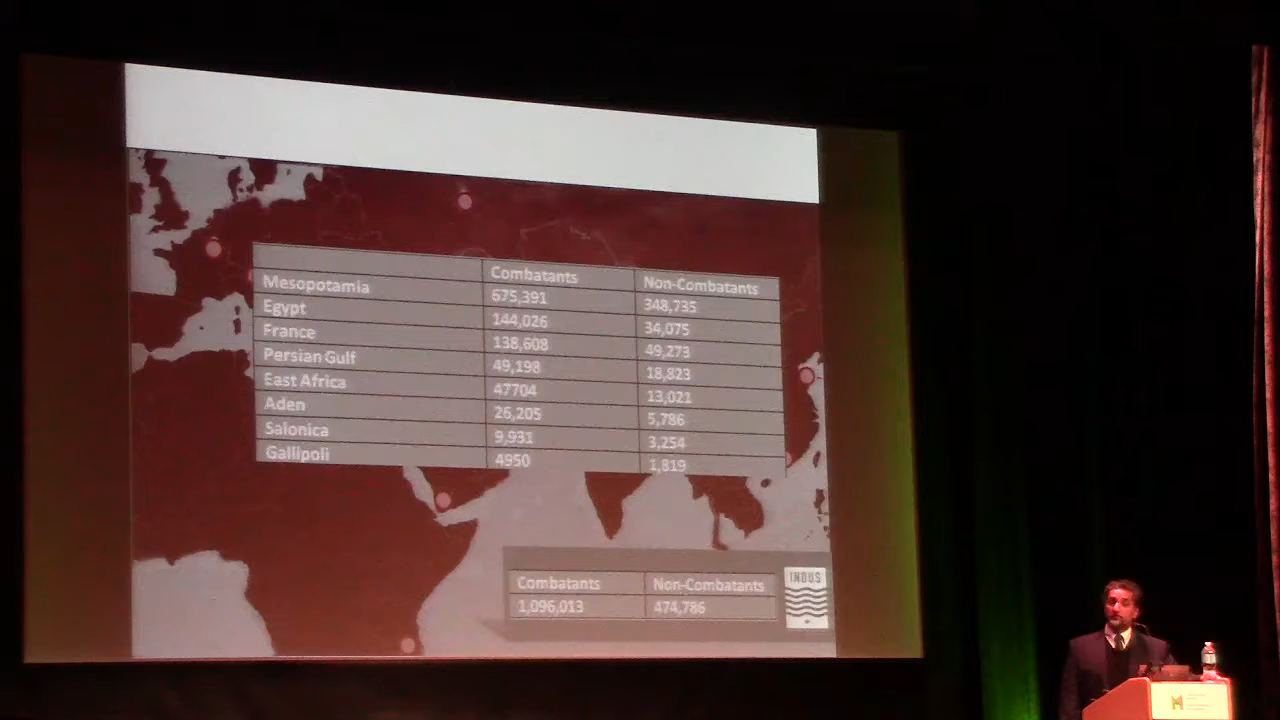 Combatants Non-Combatants
Mesopotamia 675,391 348,735
Egypt 144,026 34,075
France 138,608 49,273
Persian Gulf 49,198 18,823
East Africa 47704 13,021
Aden 26,205 5,786
Salonica 9,931 3,254
Gallipoli 4950 1,819
Combatants Non-Combatants
1,096,013 474,786
INDUS